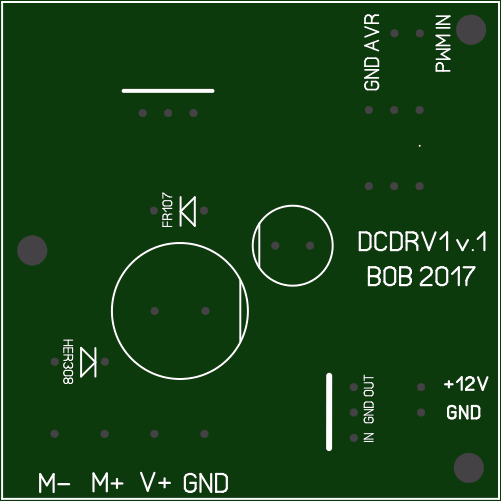 GND AVR
PWM IN
FR107
DCDRV1 v.1
BOB 2017
HER308
IN GND OUT
+12V
GND
M- M+ V+ GND